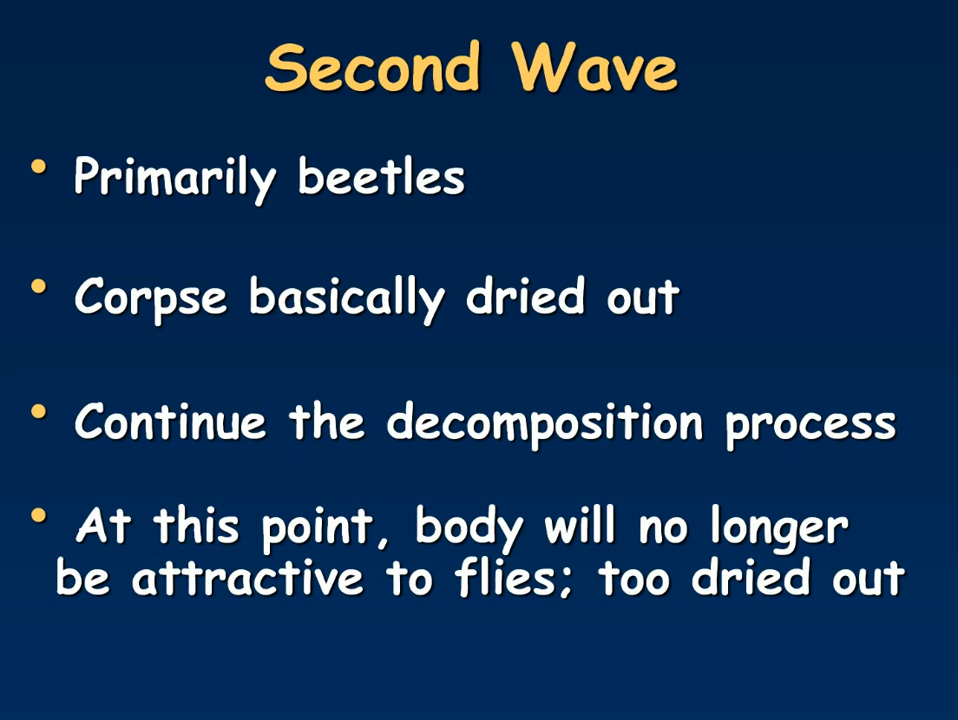 Second Wave
• Primarily beetles
• Corpse basically dried out
• Continue the decomposition process
• At this point, body will no longer
be attractive to flies; too dried out